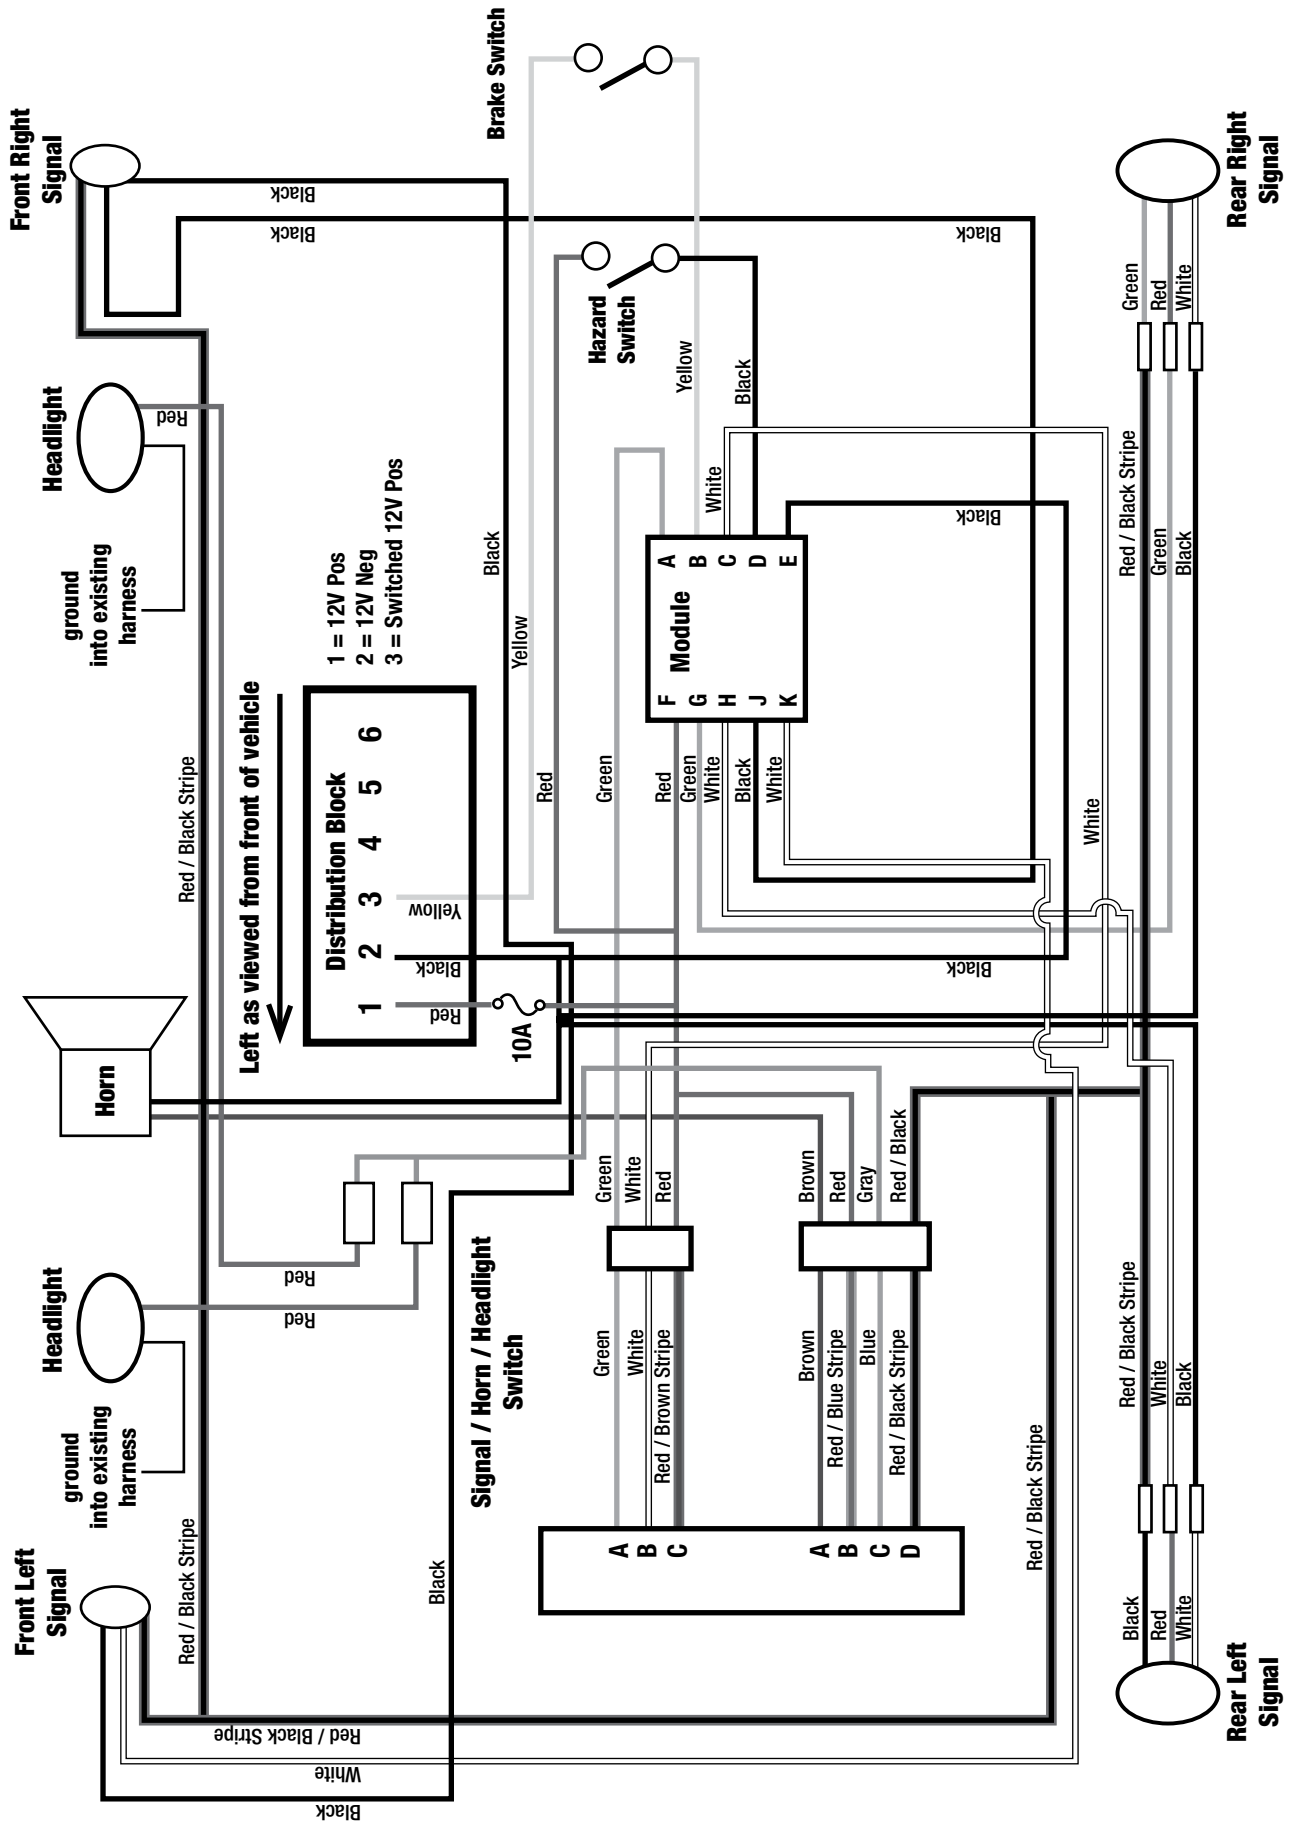 Front Left
Signal
ground
into existing
harness
Headlight
Horn
ground
into existing
harness
Headlight
Front Right
Signal
Red / Black Stripe
Red / Black Stripe
Red
Red
Red
Black
Black
Left as viewed from front of vehicle
Distribution Block
1
2
3
4
5
6
1 = 12V Pos
2 = 12V Neg
3 = Switched 12V Pos
Red
Black
Yellow
10A
Black
White
Red / Black Stripe
Black
Black
Yellow
Brake Switch
Hazard
Switch
Signal / Horn / Headlight
Switch
Red
Green
Red
Green
White
Black
White
Module
F
G
H
J
K
A
B
C
D
E
Yellow
White
Black
Black
Black
Black
White
A
B
C
A
B
C
D
Green
White
Red / Brown Stripe
Brown
Red / Blue Stripe
Blue
Red / Black Stripe
Green
White
Red
Brown
Red
Gray
Red / Black
Red / Black Stripe
Black
Red
White
Red / Black Stripe
White
Black
Red / Black Stripe
Green
Black
Green
Red
White
Rear Left
Signal
Rear Right
Signal